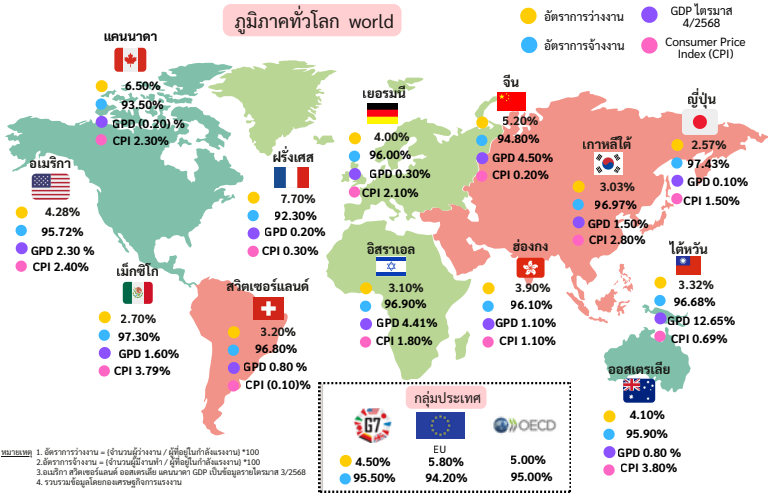 ภูมิภาคทั่วโลก world
อัตราการว่างงาน
อัตราการจ้างงาน
GDP ไตรมาส
4/2568
Consumer Price
Index (CPI)
แคนนาดา
6.50%
93.50%
GPD (0.20) %
CPI 2.30%
อเมริกา
4.28%
95.72%
GPD 2.30 %
CPI 2.40%
เม็กซิโก
2.70%
97.30%
GPD 1.60%
CPI 3.79%
ฝรั่งเศส
7.70%
92.30%
GPD 0.20%
CPI 0.30%
สวิตเซอร์แลนด์
3.20%
96.80%
GPD 0.80 %
CPI (0.10)%
เยอรมนี
4.00%
96.00%
GPD 0.30%
CPI 2.10%
จีน
5.20%
94.80%
GPD 4.50%
CPI 0.20%
เกาหลีใต้
3.03%
96.97%
GPD 1.50%
CPI 2.80%
ญี่ปุ่น
2.57%
97.43%
GPD 0.10%
CPI 1.50%
อิสราเอล
3.10%
96.90%
GPD 4.41%
CPI 1.80%
ฮ่องกง
3.90%
96.10%
GPD 1.10%
CPI 1.10%
ไต้หวัน
3.32%
96.68%
GPD 12.65%
CPI 0.69%
ออสเตรเลีย
4.10%
95.90%
GPD 0.80 %
CPI 3.80%
กลุ่มประเทศ
G7
EU
OECD
4.50%
5.80%
5.00%
95.50%
94.20%
95.00%
หมายเหตุ 1. อัตราการว่างงาน = (จำนวนผู้ว่างงาน / ผู้ที่อยู่ในกำลังแรงงาน) *100
2.อัตราการจ้างงาน = (จำนวนผู้มีงานทำ / ผู้ที่อยู่ในกำลังแรงงาน) *100
3.อเมริกา สวิตเซอร์แลนด์ ออสเตรเลีย แคนนาดา GDP เป็นข้อมูลรายไตรมาส 3/2568
4. รวบรวมข้อมูลโดยกองเศรษฐกิจการแรงงาน